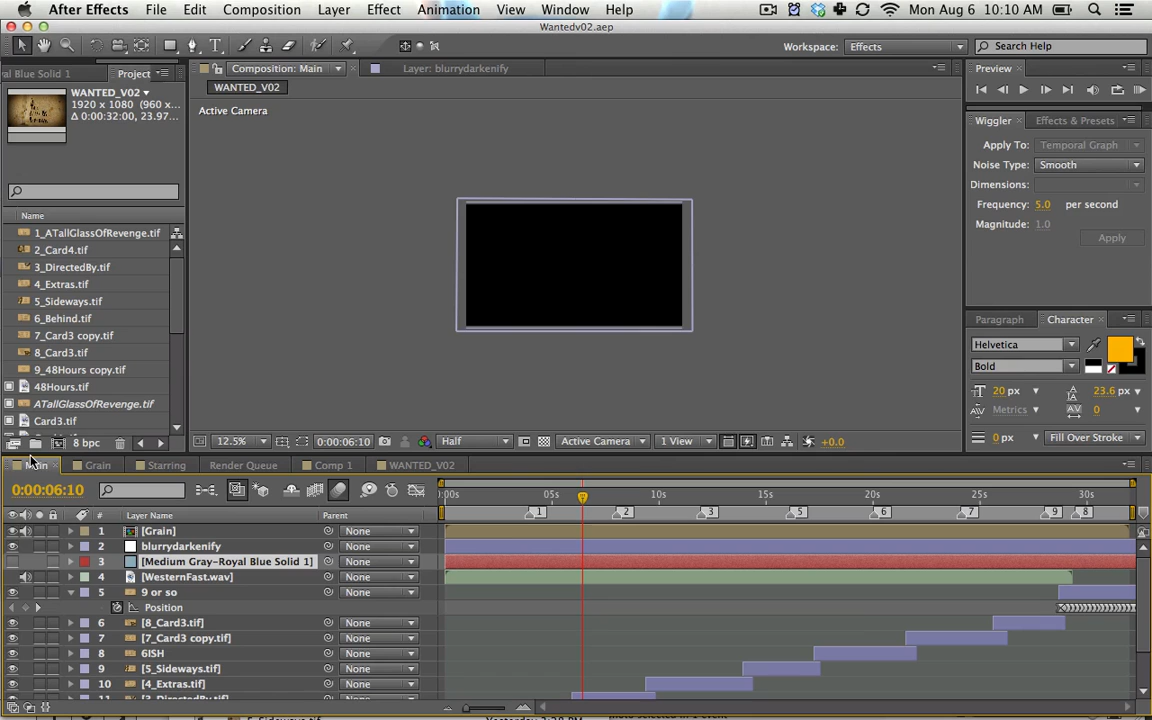 After Effects File Edit Composition Layer Effect Animation View Window Help Mon Aug 6 10:10 AM
Wantedv02.aep
Workspace: Effects Search Help
al Blue Solid 1 Project Composition: Main Layer: blurrydarkenify Preview
WANTED_V02
1920 x 1080 (960 x...
Δ 0:00:32:00, 23.97...
WANTED_V02
Active Camera
Wiggler Effects & Presets
Apply To: Temporal Graph
Noise Type: Smooth
Dimensions:
Frequency: 5.0 per second
Magnitude: 1.0
Apply
Name
1_ATallGlassOfRevenge.tif
2_Card4.tif
3_DirectedBy.tif
4_Extras.tif
5_Sideways.tif
6_Behind.tif
7_Card3 copy.tif
8_Card3.tif
9_48Hours copy.tif
48Hours.tif
ATallGlassOfRevenge.tif
Card3.tif
Paragraph Character
Helvetica
Bold
20 px 23.6 px
Metrics 0
0 px Fill Over Stroke
8 bpc 12.5% 0:00:06:10 Half Active Camera 1 View +0.0
Main Grain Starring Render Queue Comp 1 WANTED_V02
0:00:06:10 :00s 05s 10s 15s 20s 25s 30s
# Layer Name Parent 1 2 3 5 6 7 9 8
1 [Grain] None
2 blurrydarkenify None
3 [Medium Gray-Royal Blue Solid 1] None
4 [WesternFast.wav] None
5 9 or so None
Position
6 [8_Card3.tif] None
7 [7_Card3 copy.tif] None
8 6ISH None
9 [5_Sideways.tif] None
10 [4_Extras.tif] None
11 [3_DirectedBy.tif] None